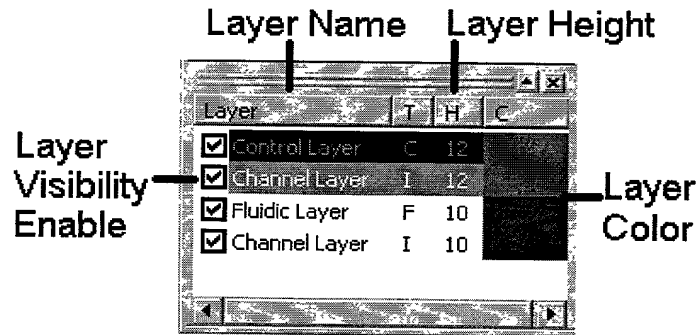 Layer Name Layer Height
Layer T H C
Control Layer C 12
Channel Layer I 12
Fluidic Layer F 10
Channel Layer I 10
Layer
Visibility
Enable
Layer
Color